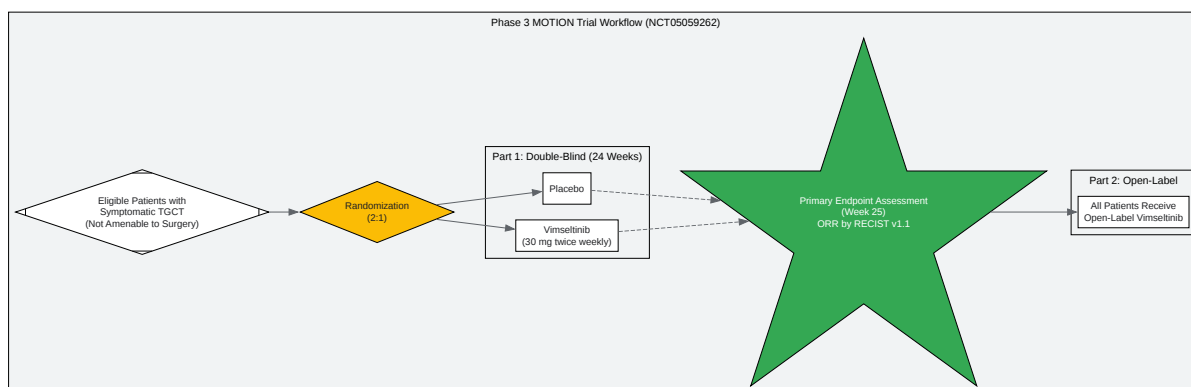 Phase 3 MOTION Trial Workflow (NCT05059262)
Eligible Patients with
Symptomatic TGCT
(Not Amenable to Surgery)
Randomization
(2:1)
Part 1: Double-Blind (24 Weeks)
Placebo
Vimseltinib
(30 mg twice weekly)
Primary Endpoint Assessment
(Week 25)
ORR by RECIST v1.1
Part 2: Open-Label
All Patients Receive
Open-Label Vimseltinib